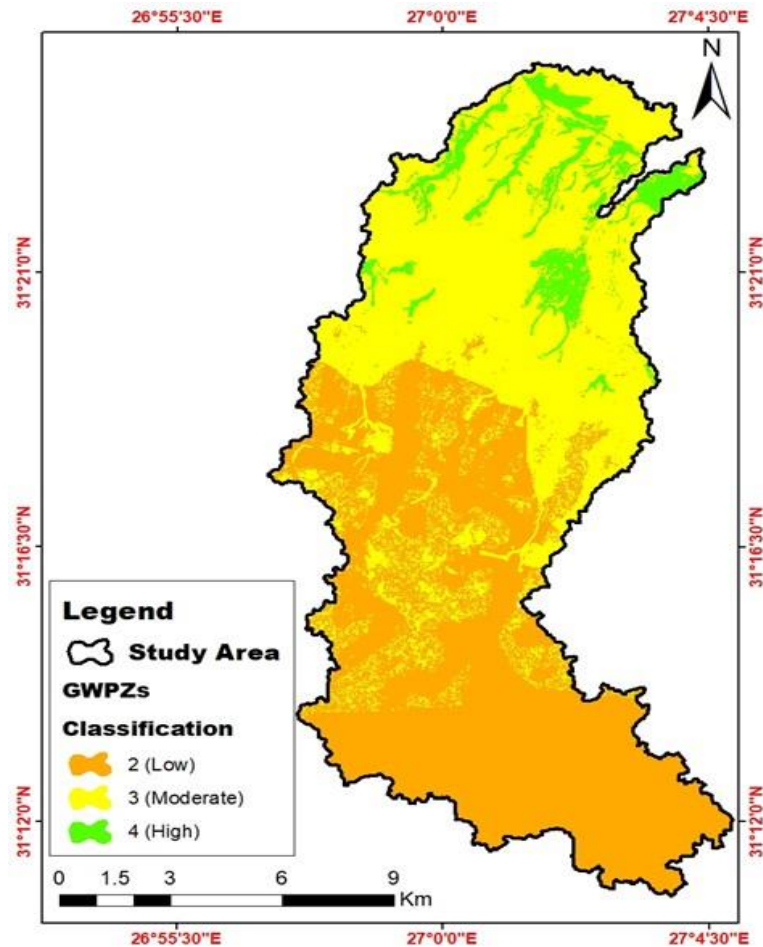 26°55'30"E 27°0'0"E 27°4'30"E
N
31°21'0"N 31°21'0"N
31°16'30"N 31°16'30"N
Legend
Study Area
GWPZs
Classification
2 (Low)
3 (Moderate)
4 (High)
31°12'0"N 31°12'0"N
0 1.5 3 6 9
Km
26°55'30"E 27°0'0"E 27°4'30"E